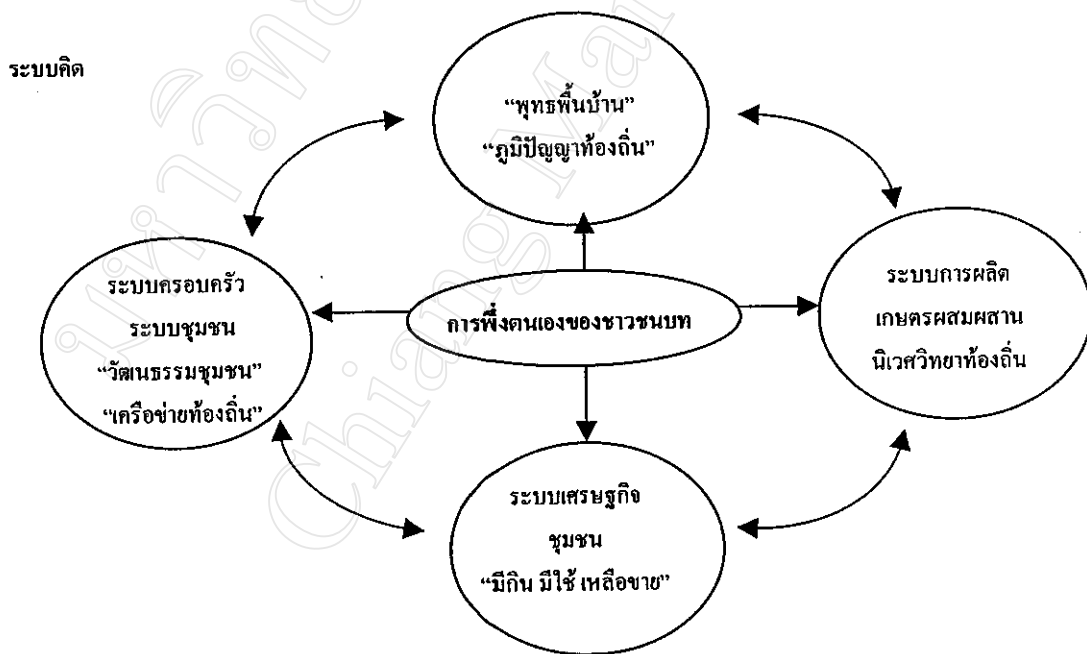 ระบบคิด
“พุทธพื้นบ้าน”
“ภูมิปัญญาท้องถิ่น”
ระบบครอบครัว
ระบบชุมชน
“วัฒนธรรมชุมชน”
“เครือข่ายท้องถิ่น”
การพึ่งตนเองของชาวชนบท
ระบบการผลิต
เกษตรผสมผสาน
นิเวศวิทยาท้องถิ่น
ระบบเศรษฐกิจ
ชุมชน
“มีกิน มีใช้ เหลือขาย”
Chiang Mai